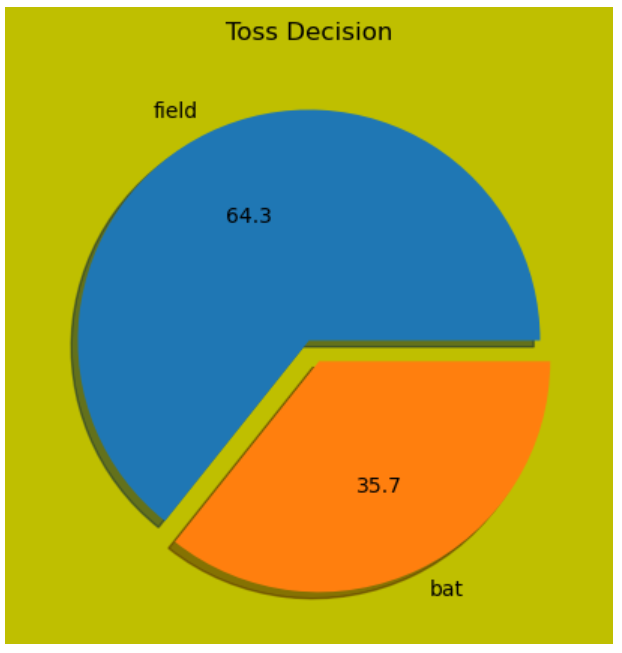 Toss Decision
field
64.3
35.7
bat